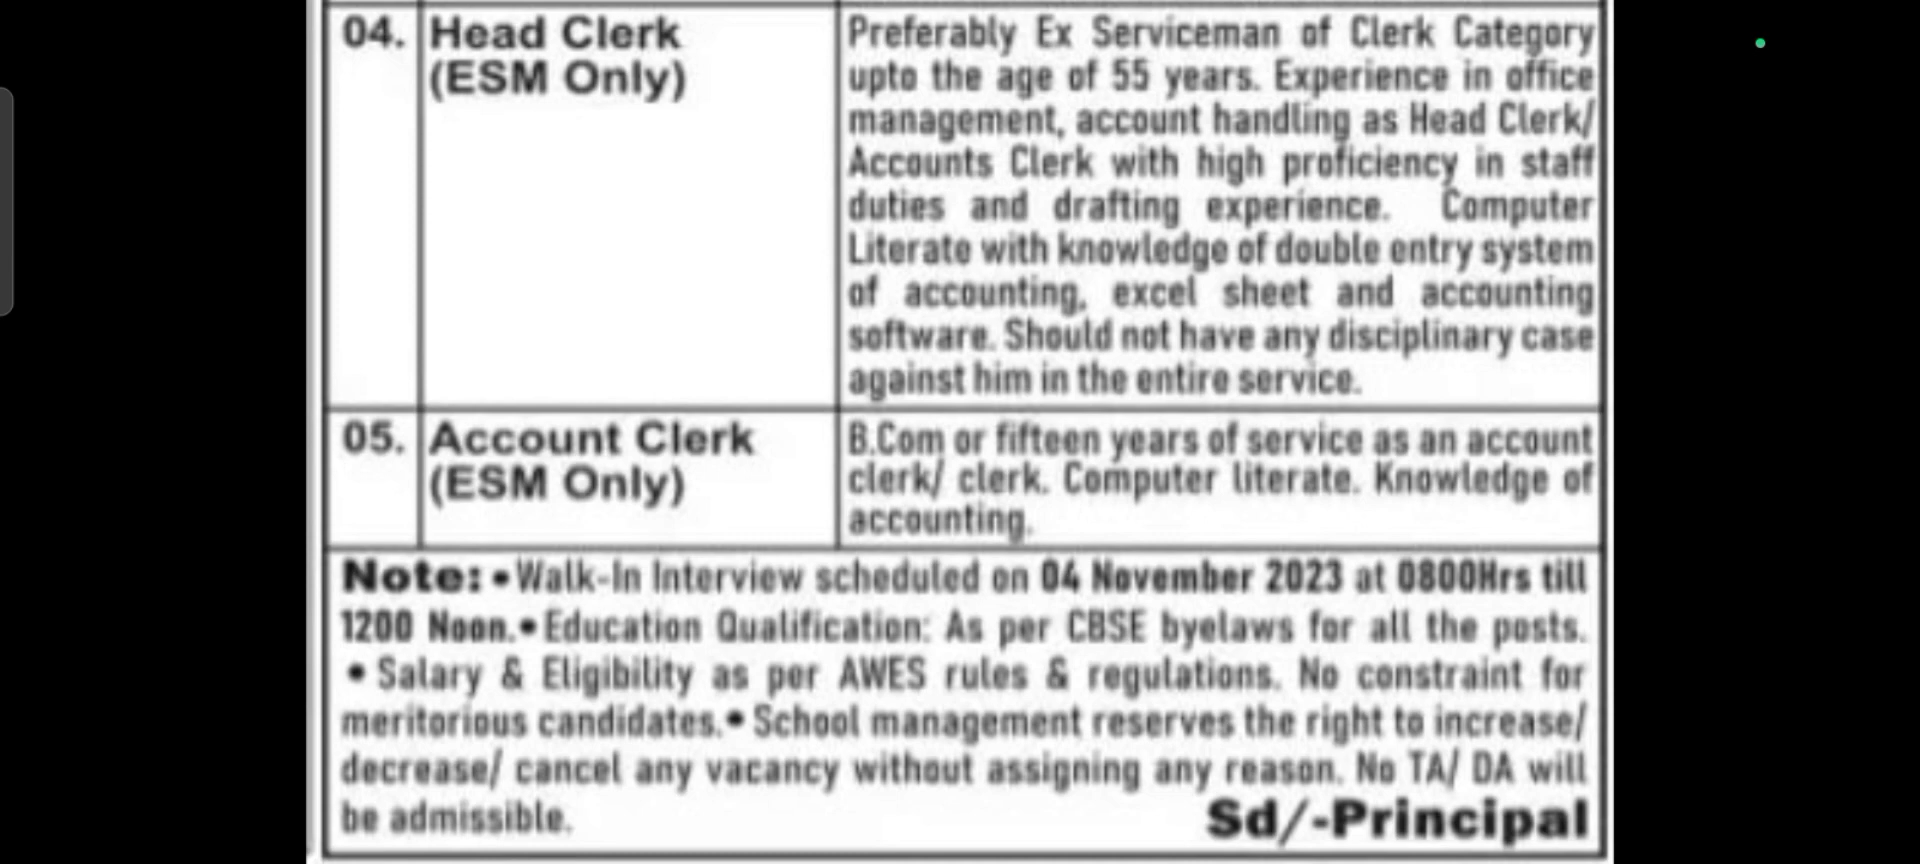 04. Head Clerk
(ESM Only)
Preferably Ex Serviceman of Clerk Category
upto the age of 55 years. Experience in office
management, account handling as Head Clerk/
Accounts Clerk with high proficiency in staff
duties and drafting experience. Computer
Literate with knowledge of double entry system
of accounting, excel sheet and accounting
software. Should not have any disciplinary case
against him in the entire service.
05. Account Clerk
(ESM Only)
B.Com or fifteen years of service as an account
clerk/ clerk. Computer literate. Knowledge of
accounting.
Note: •Walk-In Interview scheduled on 04 November 2023 at 0800Hrs till
1200 Noon.•Education Qualification: As per CBSE byelaws for all the posts.
• Salary & Eligibility as per AWES rules & regulations. No constraint for
meritorious candidates.• School management reserves the right to increase/
decrease/ cancel any vacancy without assigning any reason. No TA/ DA will
be admissible.
Sd/-Principal